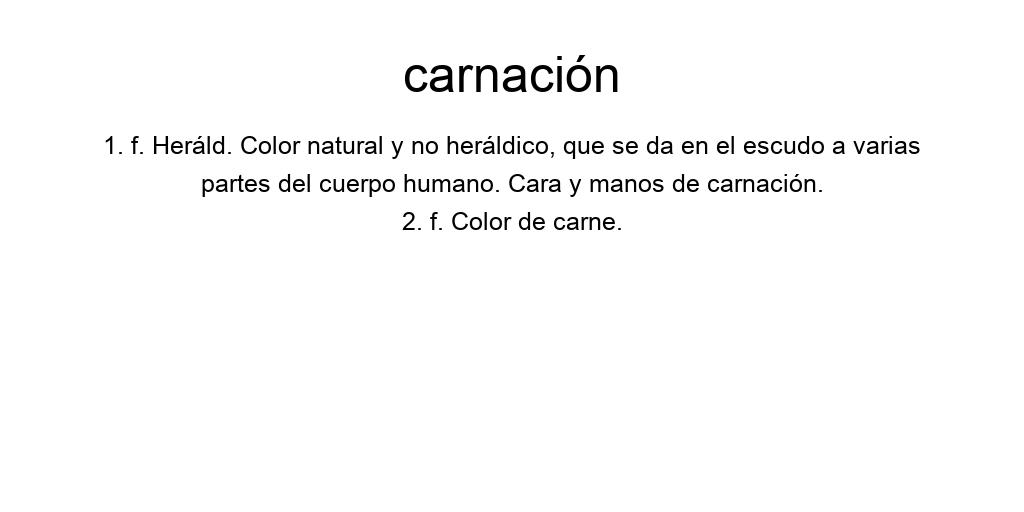 carnación
1. f. Heráld. Color natural y no heráldico, que se da en el escudo a varias
partes del cuerpo humano. Cara y manos de carnación.
2. f. Color de carne.